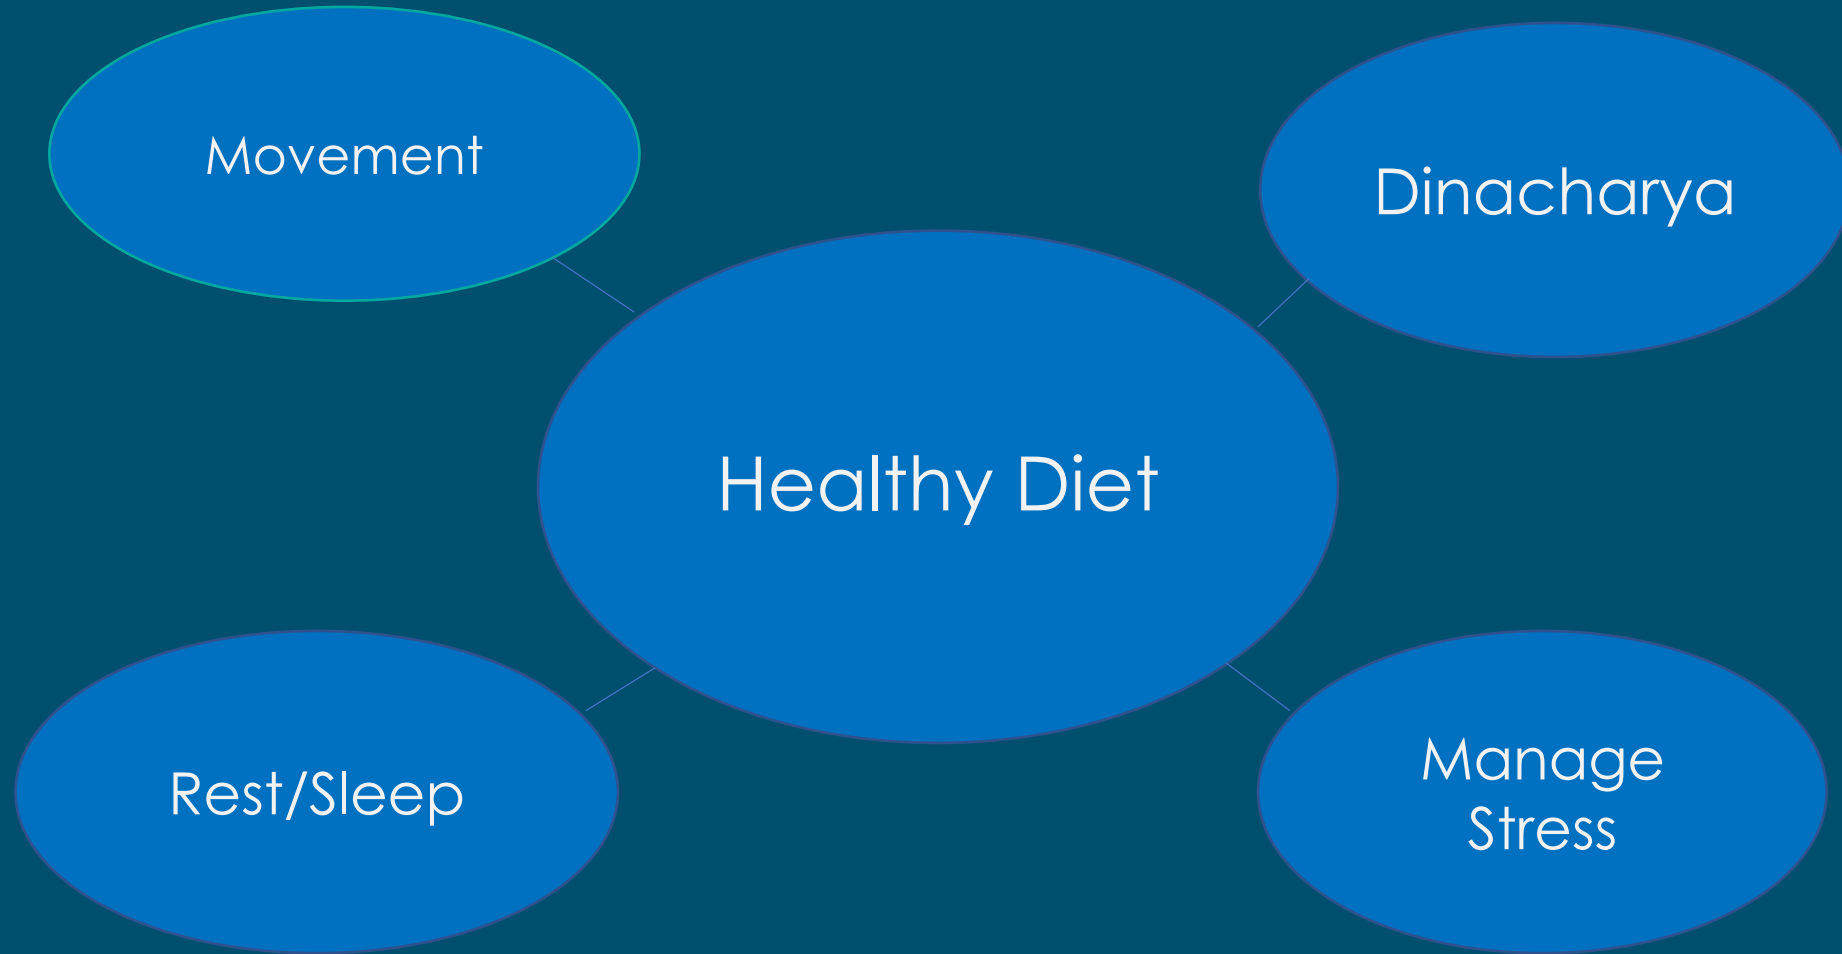 Movement
Dinacharya
Healthy Diet
Rest/Sleep
Manage
Stress